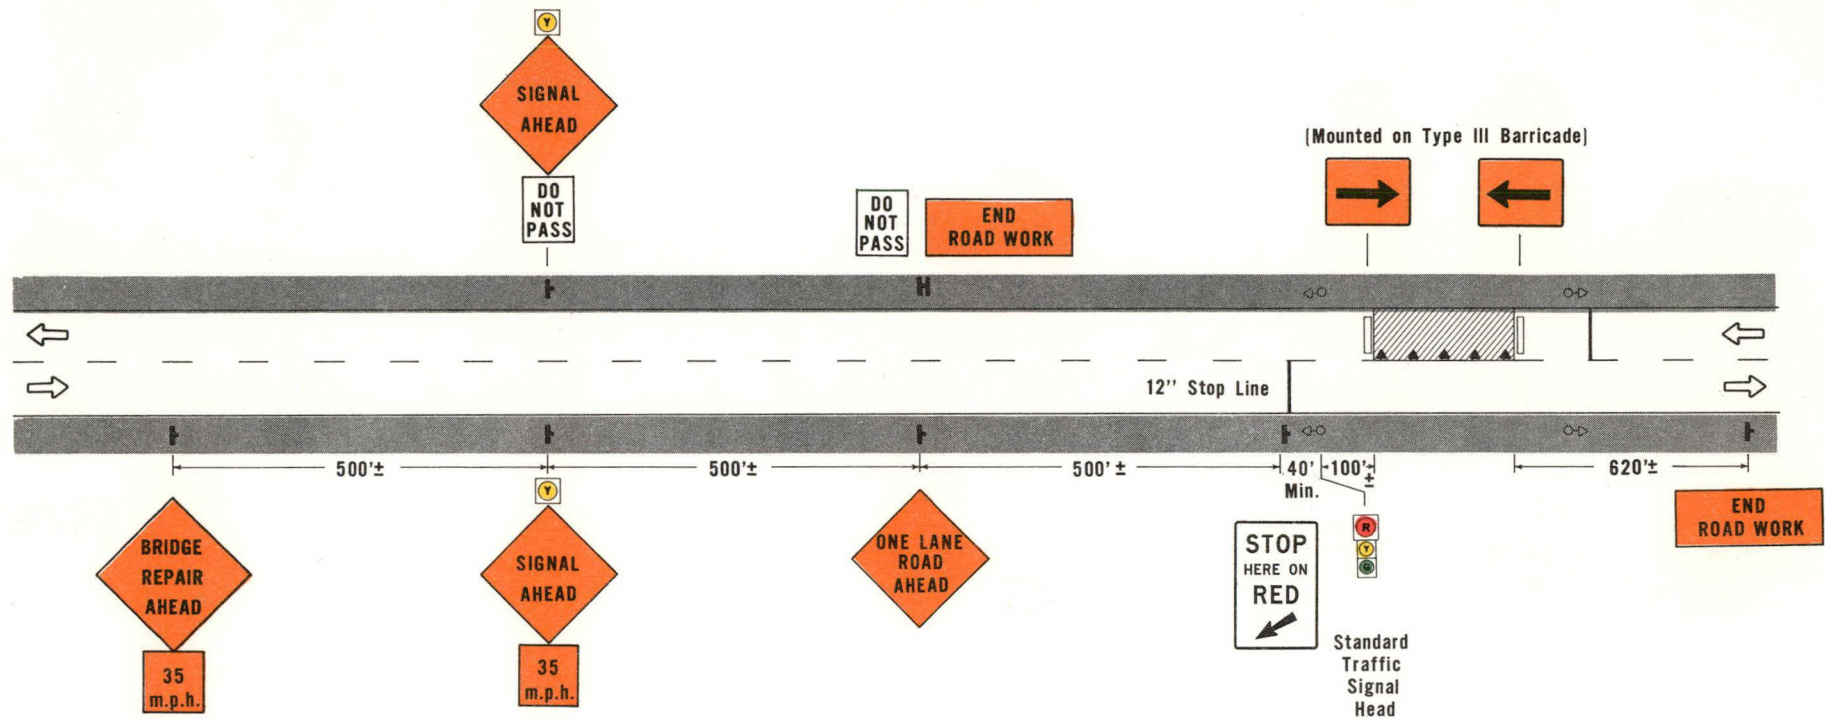 Y
SIGNAL
AHEAD
DO
NOT
PASS
DO
NOT
PASS
END
ROAD WORK
(Mounted on Type III Barricade)
12'' Stop Line
500'±
500'±
500'±
40'
Min.
100'±
620'±
BRIDGE
REPAIR
AHEAD
35
m.p.h.
Y
SIGNAL
AHEAD
35
m.p.h.
ONE LANE
ROAD
AHEAD
STOP
HERE ON
RED
R
Y
G
Standard
Traffic
Signal
Head
END
ROAD WORK